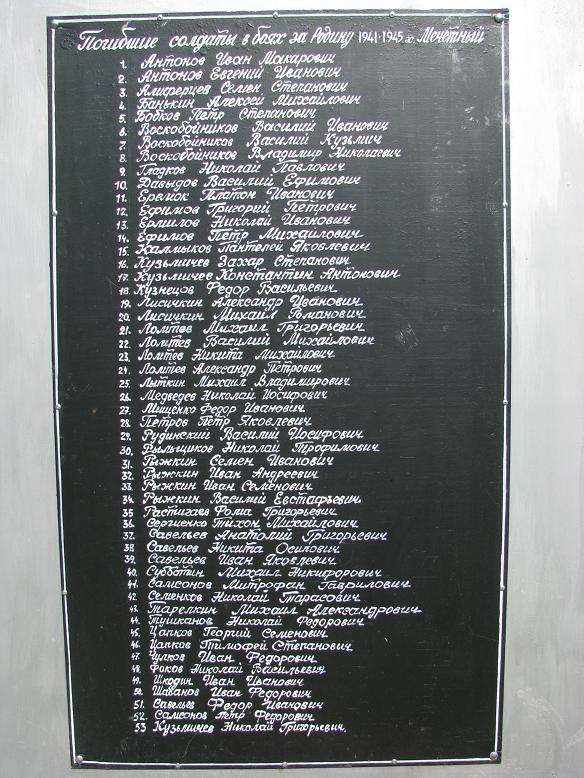 Погибшие солдаты в боях за Родину 1941-1945 х. Мечетный
1. Антонов Иван Макарович
2. Антонов Евгений Иванович
3. Алиферцев Семен Степанович
4. Банькин Алексей Михайлович
5. Бобков Петр Степанович
6. Воскобойников Василий Иванович
7. Воскобойников Василий Кузьмич
8. Воскобойников Владимир Николаевич
9. Гладков Николай Павлович
10. Давыдов Василий Ефимович
11. Еремюк Платон Иванович
12. Ефимов Григорий Петрович
13. Ермилов Николай Иванович
14. Ефимов Петр Михайлович
15. Калмыков Пантелей Яковлевич
16. Кузьмичев Захар Степанович
17. Кузьмичев Константин Антонович
18. Кузнецов Федор Васильевич
19. Лисичкин Александр Иванович
20. Лисичкин Михаил Романович
21. Ломтев Михаил Григорьевич
22. Ломтев Василий Михайлович
23. Ломтев Никита Михайлович
24. Ломтев Александр Петрович
25. Лыткин Михаил Владимирович
26. Медведев Николай Иосифович
27. Мищенко Федор Иванович
28. Петров Петр Яковлевич
29. Рудинский Василий Иосифович
30. Рыльщиков Николай Трофимович
31. Рыжкин Семен Иванович
32. Рыжкин Иван Андреевич
33. Рыжкин Иван Семенович
34. Рыжкин Василий Евстафьевич
35 Растигаев Фома Григорьевич
36. Сергиенко Тихон Михайлович
37. Савельев Анатолий Григорьевич
38 Савельев Никита Осипович
39. Савельев Иван Яковлевич
40. Субботин Михаил Никифорович
41. Самсонов Митрофан Гаврилович
42. Семенков Николай Тарасович
43. Тарелкин Михаил Александрович
44. Тушканов Николай Федорович
45. Цапков Георгий Семенович
46. Цапков Тимофей Степанович
47. Чулков Иван Федорович
48. Фоков Николай Васильевич
49. Шкодин Иван Иванович
50. Шаванов Иван Федорович
51. Савельев Федор Иванович
52. Самсонов Петр Федорович
53 Кузьмичев Николай Григорьевич.